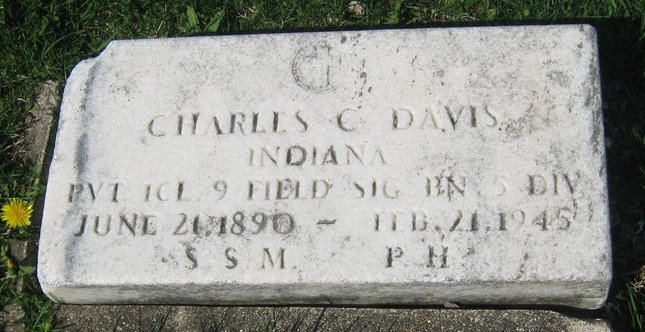 CHARLES C DAVIS
INDIANA
PVT 1CL 9 FIELD SIG BN 5 DIV
JUNE 21, 1890 ~ FEB. 21, 1945
S S M P H